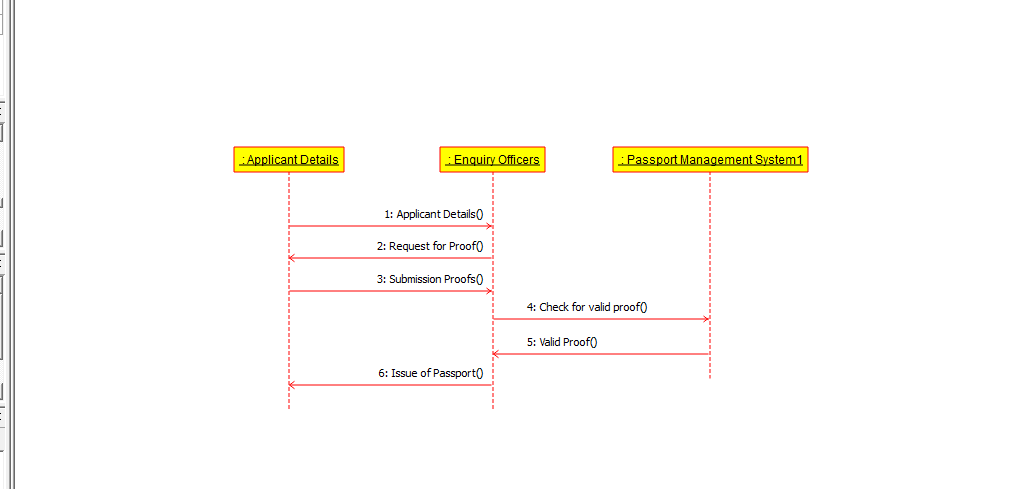 : Applicant Details
: Enquiry Officers
: Passport Management System1
1: Applicant Details()
2: Request for Proof()
3: Submission Proofs()
4: Check for valid proof()
5: Valid Proof()
6: Issue of Passport()